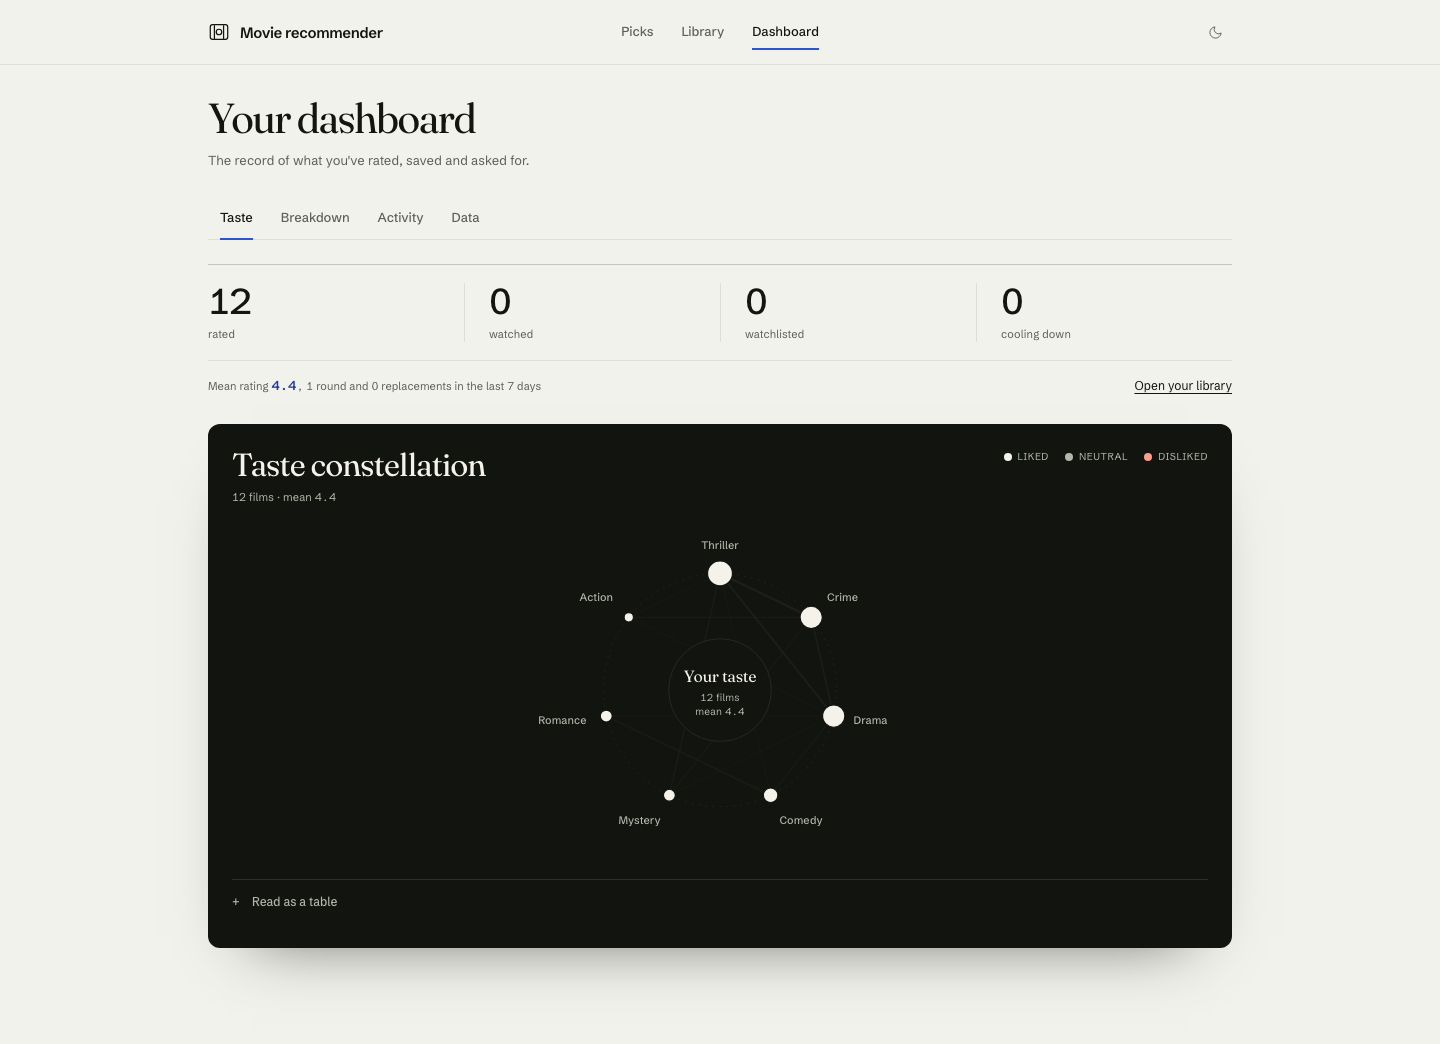 Movie recommender
Picks
Library
Dashboard
Your dashboard
The record of what you've rated, saved and asked for.
Taste
Breakdown
Activity
Data
12
rated
0
watched
0
watchlisted
0
cooling down
Mean rating 4.4, 1 round and 0 replacements in the last 7 days
Open your library
Taste constellation
12 films · mean 4.4
LIKED
NEUTRAL
DISLIKED
Thriller
Action
Crime
Your taste
12 films
mean 4.4
Romance
Drama
Mystery
Comedy
+ Read as a table